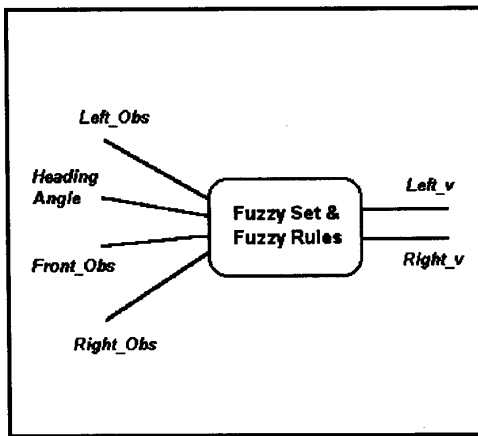 Left_Obs
Heading
Angle
Front_Obs
Right_Obs
Fuzzy Set &
Fuzzy Rules
Left_v
Right_v